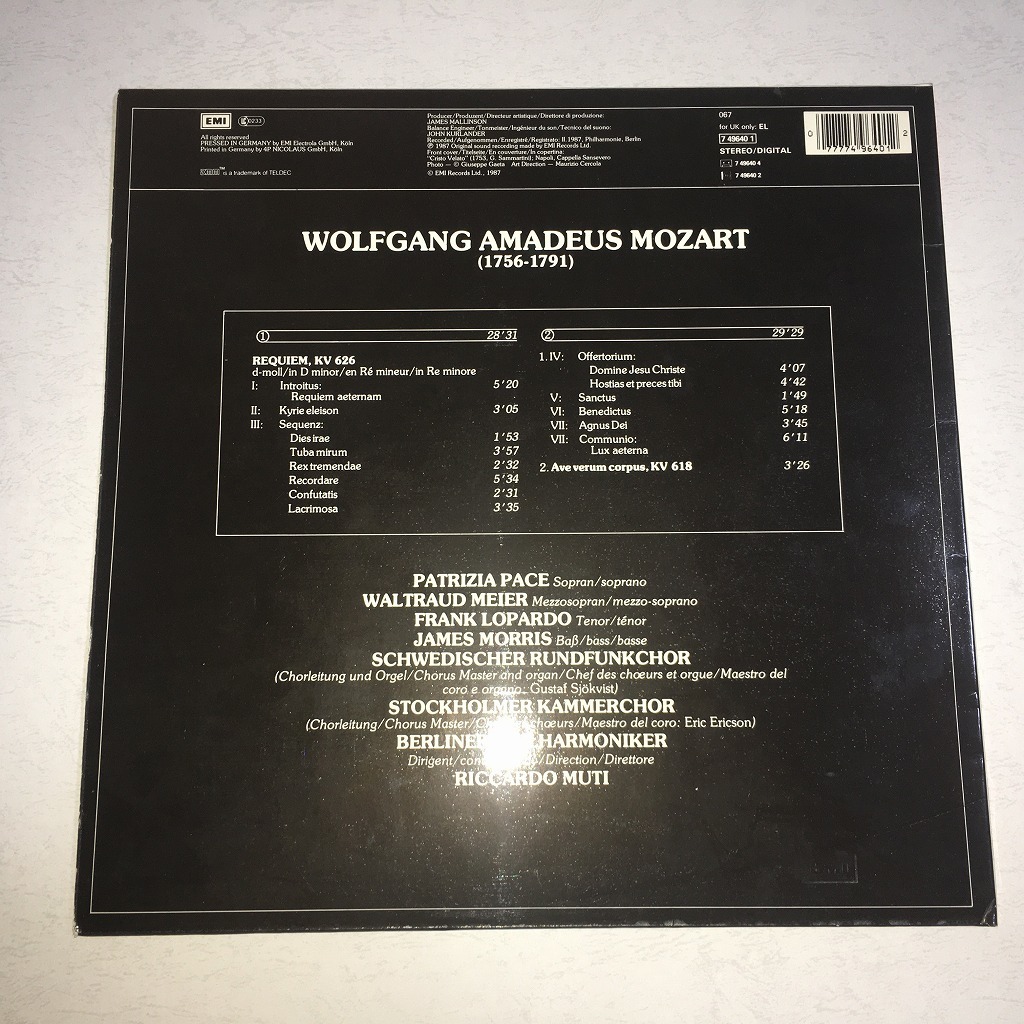 EMI
0233
All rights reserved
PRESSED IN GERMANY by EMI Electrola GmbH, Köln
Printed in Germany by 4P NICOLAUS GmbH, Köln
TM
is a trademark of TELDEC
Producer/Produzent/Directeur artistique/Direttore di produzione:
JAMES MALLINSON
Balance Engineer/Tonmeister/Ingénieur du son/Tecnico del suono:
JOHN KURLANDER
Recorded/Aufgenommen/Enregistré/Registrato: II 1987, Philharmonie, Berlin
℗ 1987 Original sound recording made by EMI Records Ltd.
Front cover/Titelseite/En couverture/In copertina:
"Cristo Velato" (1753, G. Sammartini); Napoli, Cappella Sansevero
Photo — © Giuseppe Gaeta Art Direction — Maurizio Cercola
© EMI Records Ltd., 1987
067
for UK only: EL
7 49640 1
STEREO/DIGITAL
7 49640 4
7 49640 2
0 77774 96401 2
WOLFGANG AMADEUS MOZART
(1756-1791)
① 28'31
REQUIEM, KV 626
d-moll/in D minor/en Ré mineur/in Re minore
I: Introitus: 5'20
Requiem aeternam
II: Kyrie eleison 3'05
III: Sequenz:
Dies irae 1'53
Tuba mirum 3'57
Rex tremendae 2'32
Recordare 5'34
Confutatis 2'31
Lacrimosa 3'35
② 29'29
1. IV: Offertorium:
Domine Jesu Christe 4'07
Hostias et preces tibi 4'42
V: Sanctus 1'49
VI: Benedictus 5'18
VII: Agnus Dei 3'45
VII: Communio: 6'11
Lux aeterna
2. Ave verum corpus, KV 618 3'26
PATRIZIA PACE Sopran/soprano
WALTRAUD MEIER Mezzosopran/mezzo-soprano
FRANK LOPARDO Tenor/ténor
JAMES MORRIS Baß/bass/basse
SCHWEDISCHER RUNDFUNKCHOR
(Chorleitung und Orgel/Chorus Master and organ/Chef des chœurs et orgue/Maestro del
coro e organo: Gustaf Sjökvist)
STOCKHOLMER KAMMERCHOR
(Chorleitung/Chorus Master/ chœurs/Maestro del coro: Eric Ericson)
BERLINER PHILHARMONIKER
Dirigent/ /Direction/Direttore
RICCARDO MUTI